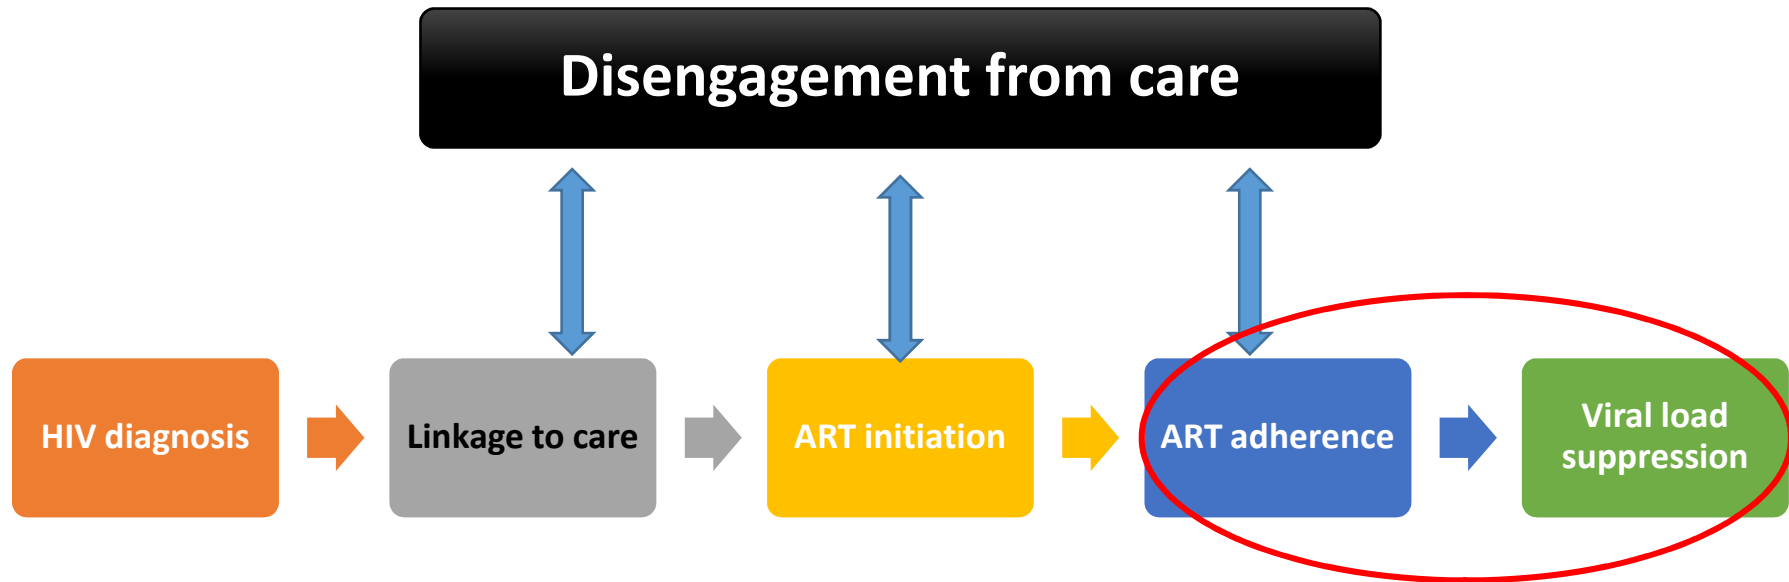 Disengagement from care
HIV diagnosis
Linkage to care
ART initiation
ART adherence
Viral load
suppression